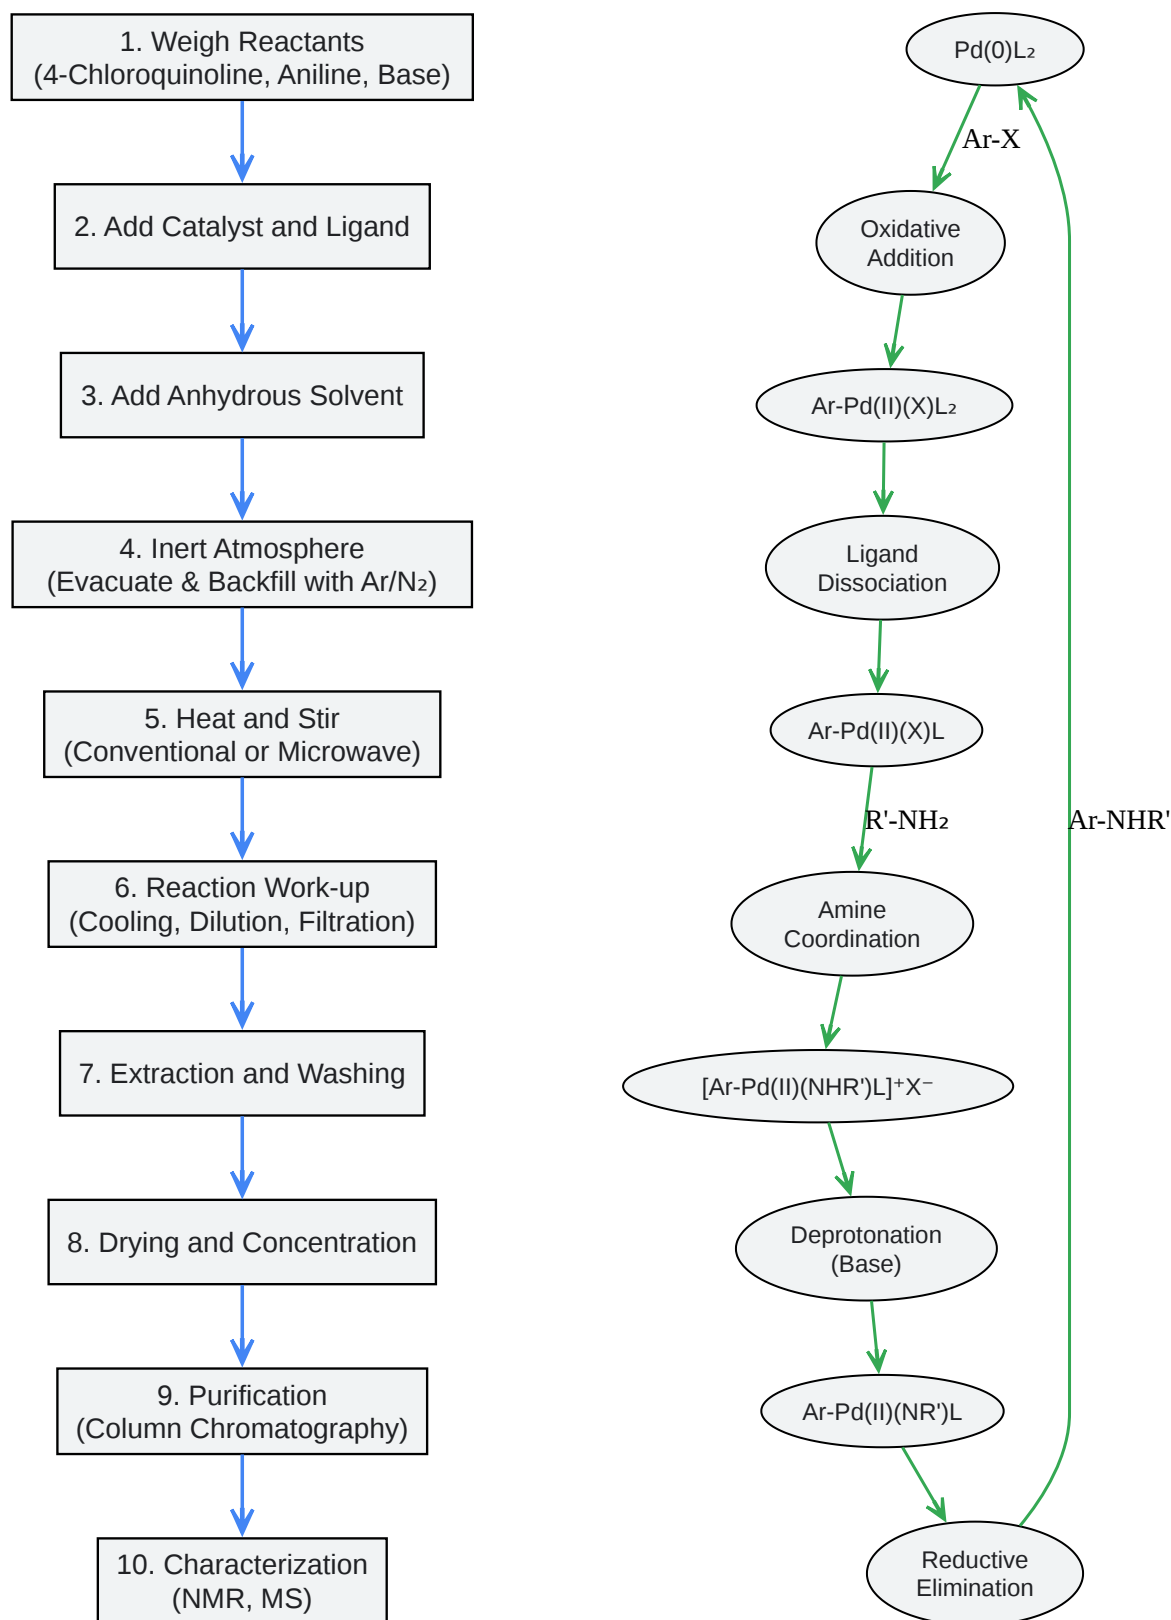 1. Weigh Reactants
(4-Chloroquinoline, Aniline, Base)
2. Add Catalyst and Ligand
3. Add Anhydrous Solvent
4. Inert Atmosphere
(Evacuate & Backfill with Ar/N₂)
5. Heat and Stir
(Conventional or Microwave)
6. Reaction Work-up
(Cooling, Dilution, Filtration)
7. Extraction and Washing
8. Drying and Concentration
9. Purification
(Column Chromatography)
10. Characterization
(NMR, MS)
Pd(0)L₂
Ar-X
Oxidative
Addition
Ar-Pd(II)(X)L₂
Ligand
Dissociation
Ar-Pd(II)(X)L
R'-NH₂
Amine
Coordination
[Ar-Pd(II)(NHR')L]⁺X⁻
Deprotonation
(Base)
Ar-Pd(II)(NR')L
Reductive
Elimination
Ar-NHR'